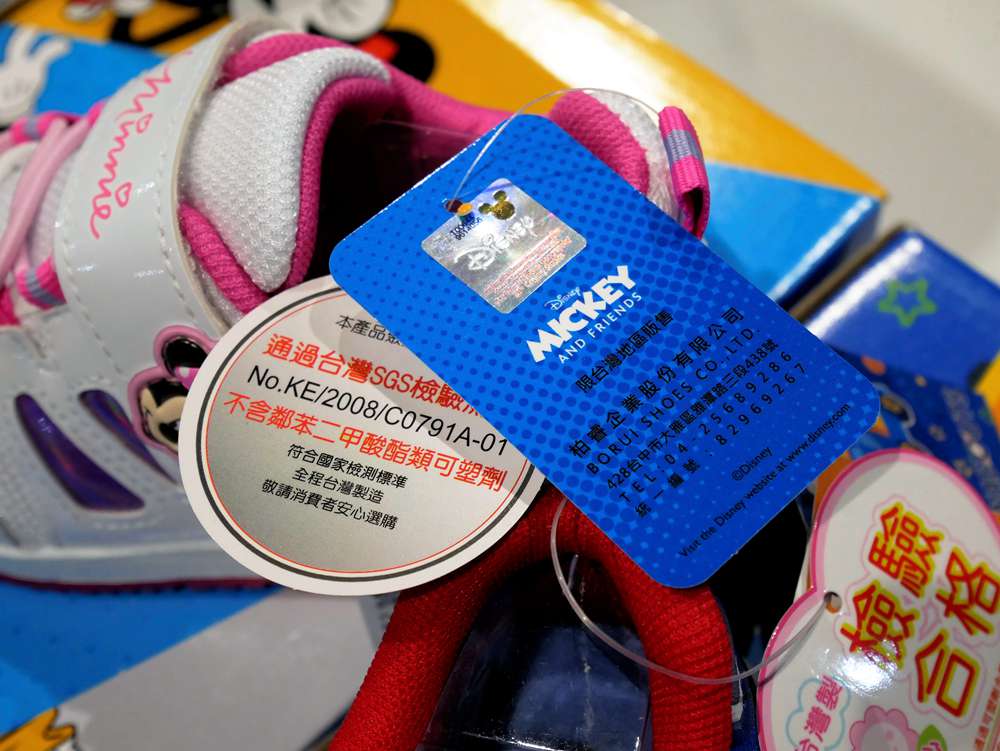 minnie
本產品
通過台灣SGS檢驗
No.KE/2008/C0791A-01
不含鄰苯二甲酸酯類可塑劑
符合國家檢測標準
全程台灣製造
敬請消費者安心選購
Disney
Disney
MICKEY
AND FRIENDS
限台灣地區販售
柏睿企業股份有限公司
BORUI SHOES CO.LTD.
428台中市大雅區雅潭路三段438號
TEL:04-25689286
統一編號:82969267
©Disney
Visit the Disney website at www.disney.com
檢驗
合格
台灣製